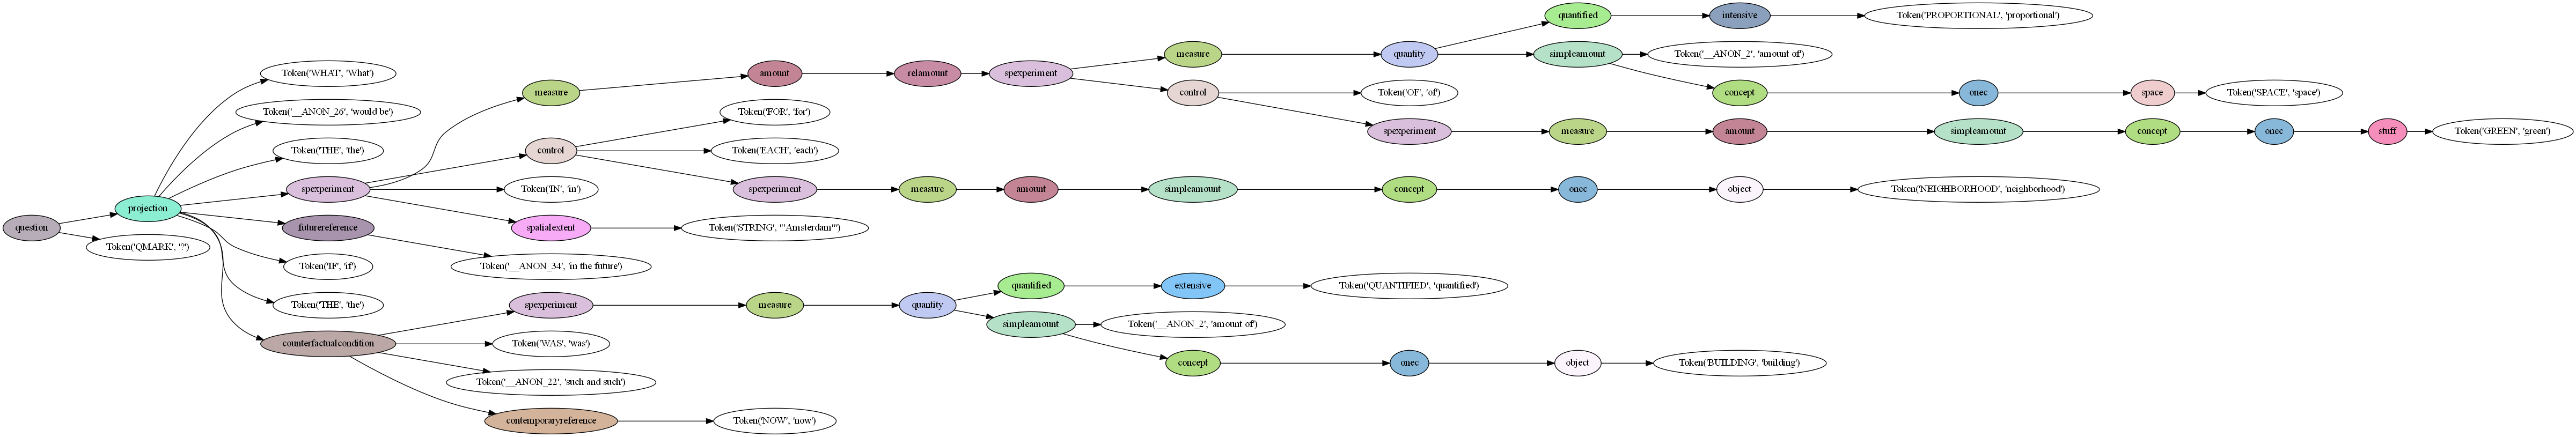 quantified intensive Token('PROPORTIONAL', 'proportional')
measure quantity simpleamount Token('__ANON_2', 'amount of')
Token('WHAT', 'What') amount relamount spexperiment
measure control Token('OF', 'of') concept onec space Token('SPACE', 'space')
Token('__ANON_26', 'would be') Token('FOR', 'for')
spexperiment measure amount simpleamount concept onec stuff Token('GREEN', 'green')
Token('THE', 'the') control Token('EACH', 'each')
spexperiment Token('IN', 'in') spexperiment measure amount simpleamount concept onec object Token('NEIGHBORHOOD', 'neighborhood')
projection
question futurereference spatialextent Token('STRING', "'Amsterdam'")
Token('QMARK', '?')
Token('IF', 'if') Token('__ANON_34', 'in the future')
quantified extensive Token('QUANTIFIED', 'quantified')
Token('THE', 'the') spexperiment measure quantity
simpleamount Token('__ANON_2', 'amount of')
counterfactualcondition Token('WAS', 'was')
concept onec object Token('BUILDING', 'building')
Token('__ANON_22', 'such and such')
contemporaryreference Token('NOW', 'now')